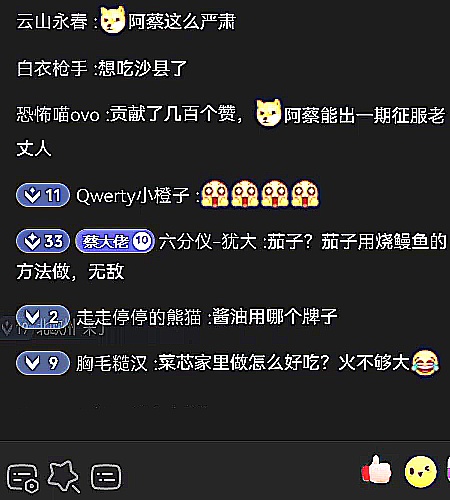 云山永春 :阿蔡这么严肃
白衣枪手 :想吃沙县了
恐怖喵ovo :贡献了几百个赞，阿蔡能出一期征服老
丈人
11 Qwerty小橙子 :
33 蔡大佬 10 六分仪-犹大 :茄子？茄子用烧鳗鱼的
方法做，无敌
2 走走停停的熊猫 :酱油用哪个牌子
9 胸毛糙汉 :菜芯家里做怎么好吃？火不够大